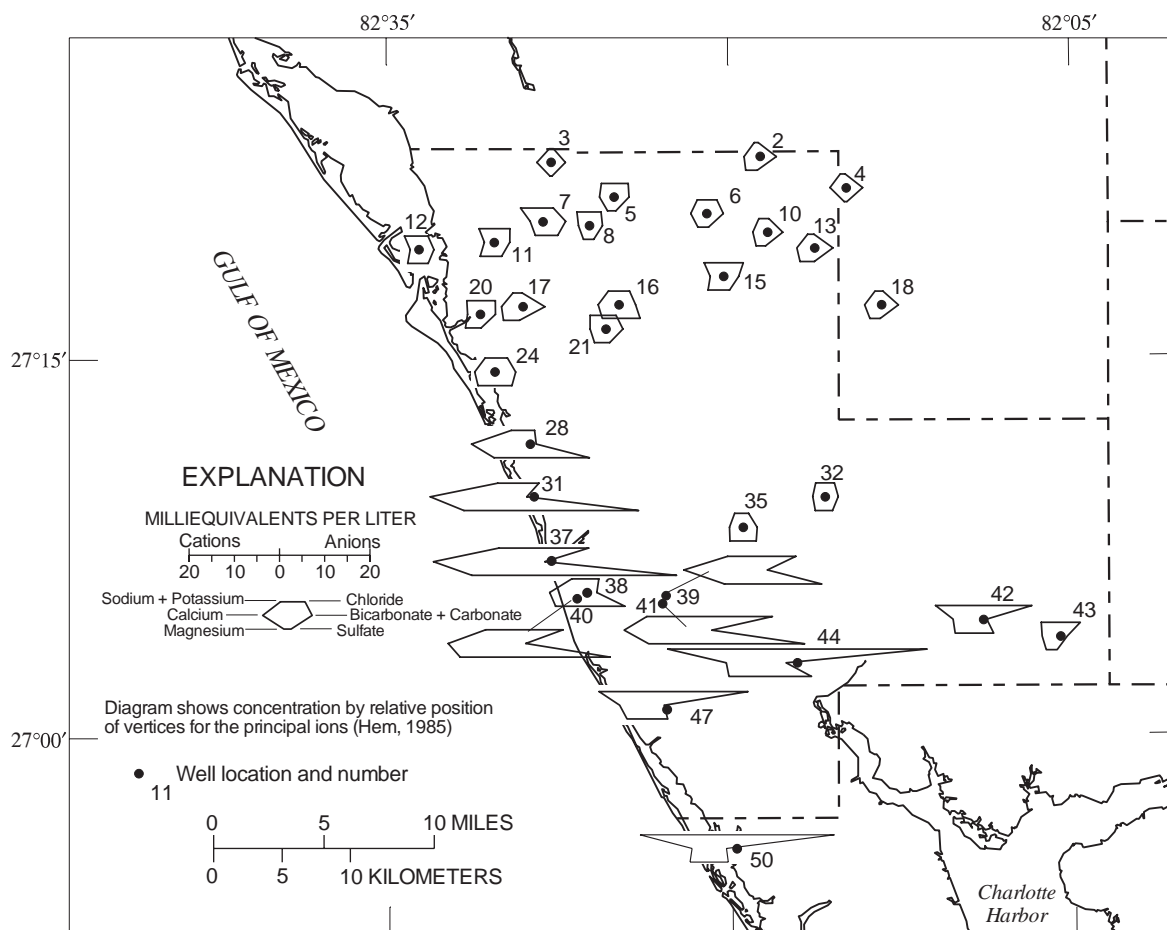 82°35′ 82°05′
3
2
4
5
6
7
8
10
12
11
13
15
16
17
20
18
21
27°15′
24
GULF OF MEXICO
28
EXPLANATION
31
32
MILLIEQUIVALENTS PER LITER
35
Cations Anions
37
20 10 0 10 20
Sodium + Potassium Chloride
38
39
Calcium Bicarbonate + Carbonate
40
41
42
Magnesium Sulfate
43
44
Diagram shows concentration by relative position
of vertices for the principal ions (Hem, 1985)
47
27°00′
Well location and number
11
0 5 10 MILES
0 5 10 KILOMETERS
50
Charlotte
Harbor